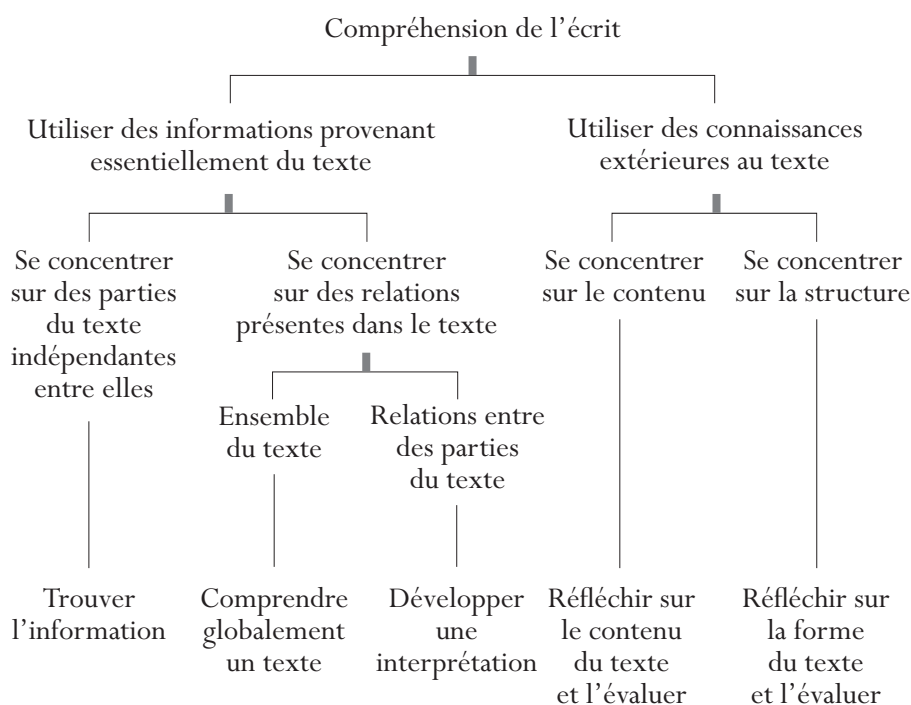 Compréhension de l’écrit
Utiliser des informations provenant
essentiellement du texte
Utiliser des connaissances
extérieures au texte
Se concentrer
sur des parties
du texte
indépendantes
entre elles
Se concentrer
sur des relations
présentes dans le texte
Se concentrer
sur le contenu
Se concentrer
sur la structure
Ensemble
du texte
Relations entre
des parties
du texte
Trouver
l’information
Comprendre
globalement
un texte
Développer
une
interprétation
Réfléchir sur
le contenu
du texte
et l’évaluer
Réfléchir sur
la forme
du texte
et l’évaluer